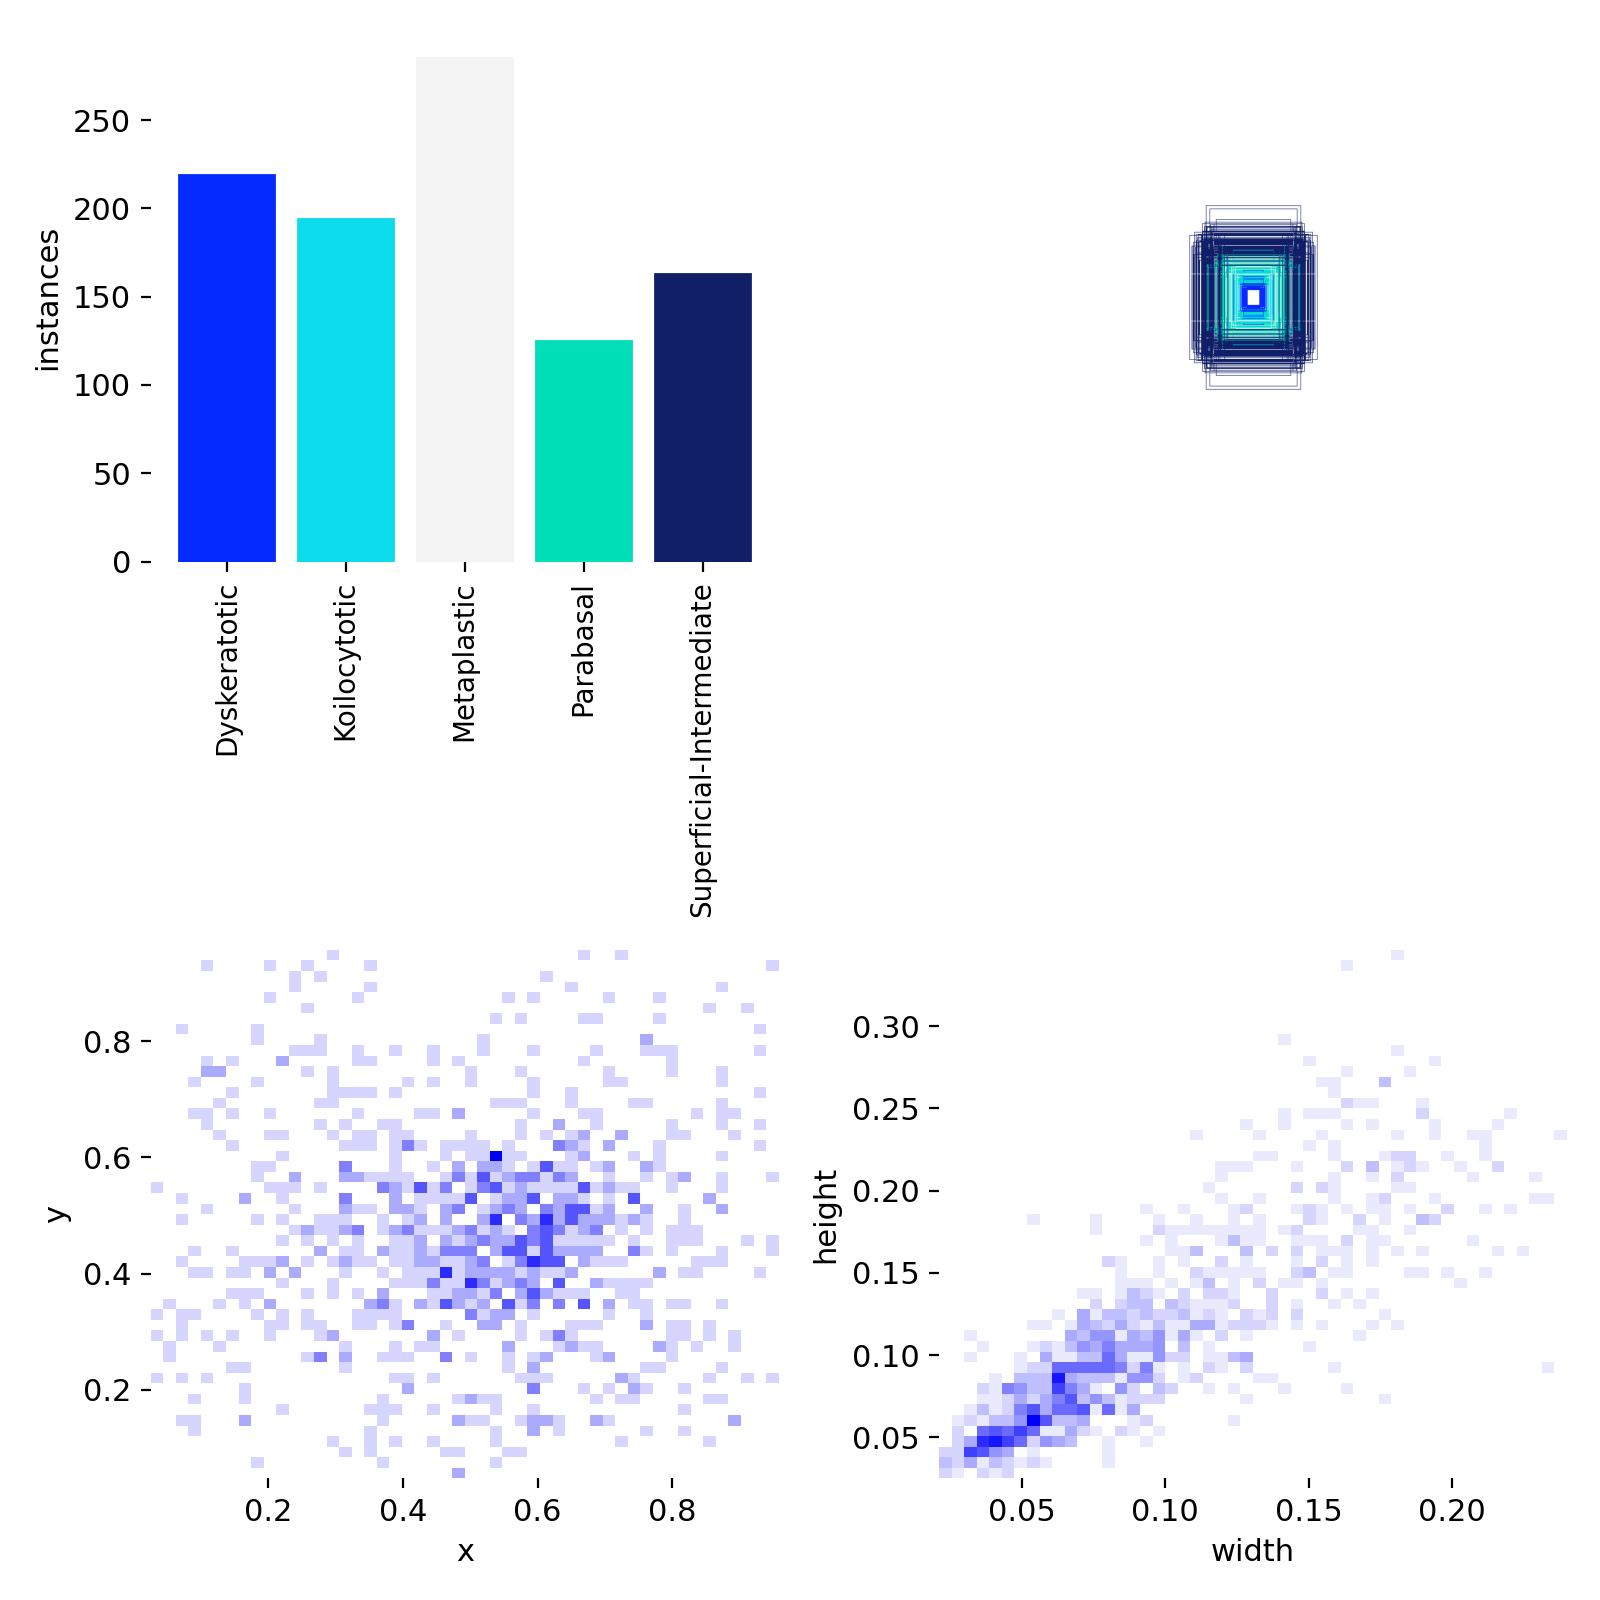 250
200
150
100
50
0
instances
Dyskeratotic
Koilocytotic
Metaplastic
Parabasal
Superficial-Intermediate
0.8
0.6
0.4
0.2
y
0.2 0.4 0.6 0.8
x
0.30
0.25
0.20
0.15
0.10
0.05
height
0.05 0.10 0.15 0.20
width